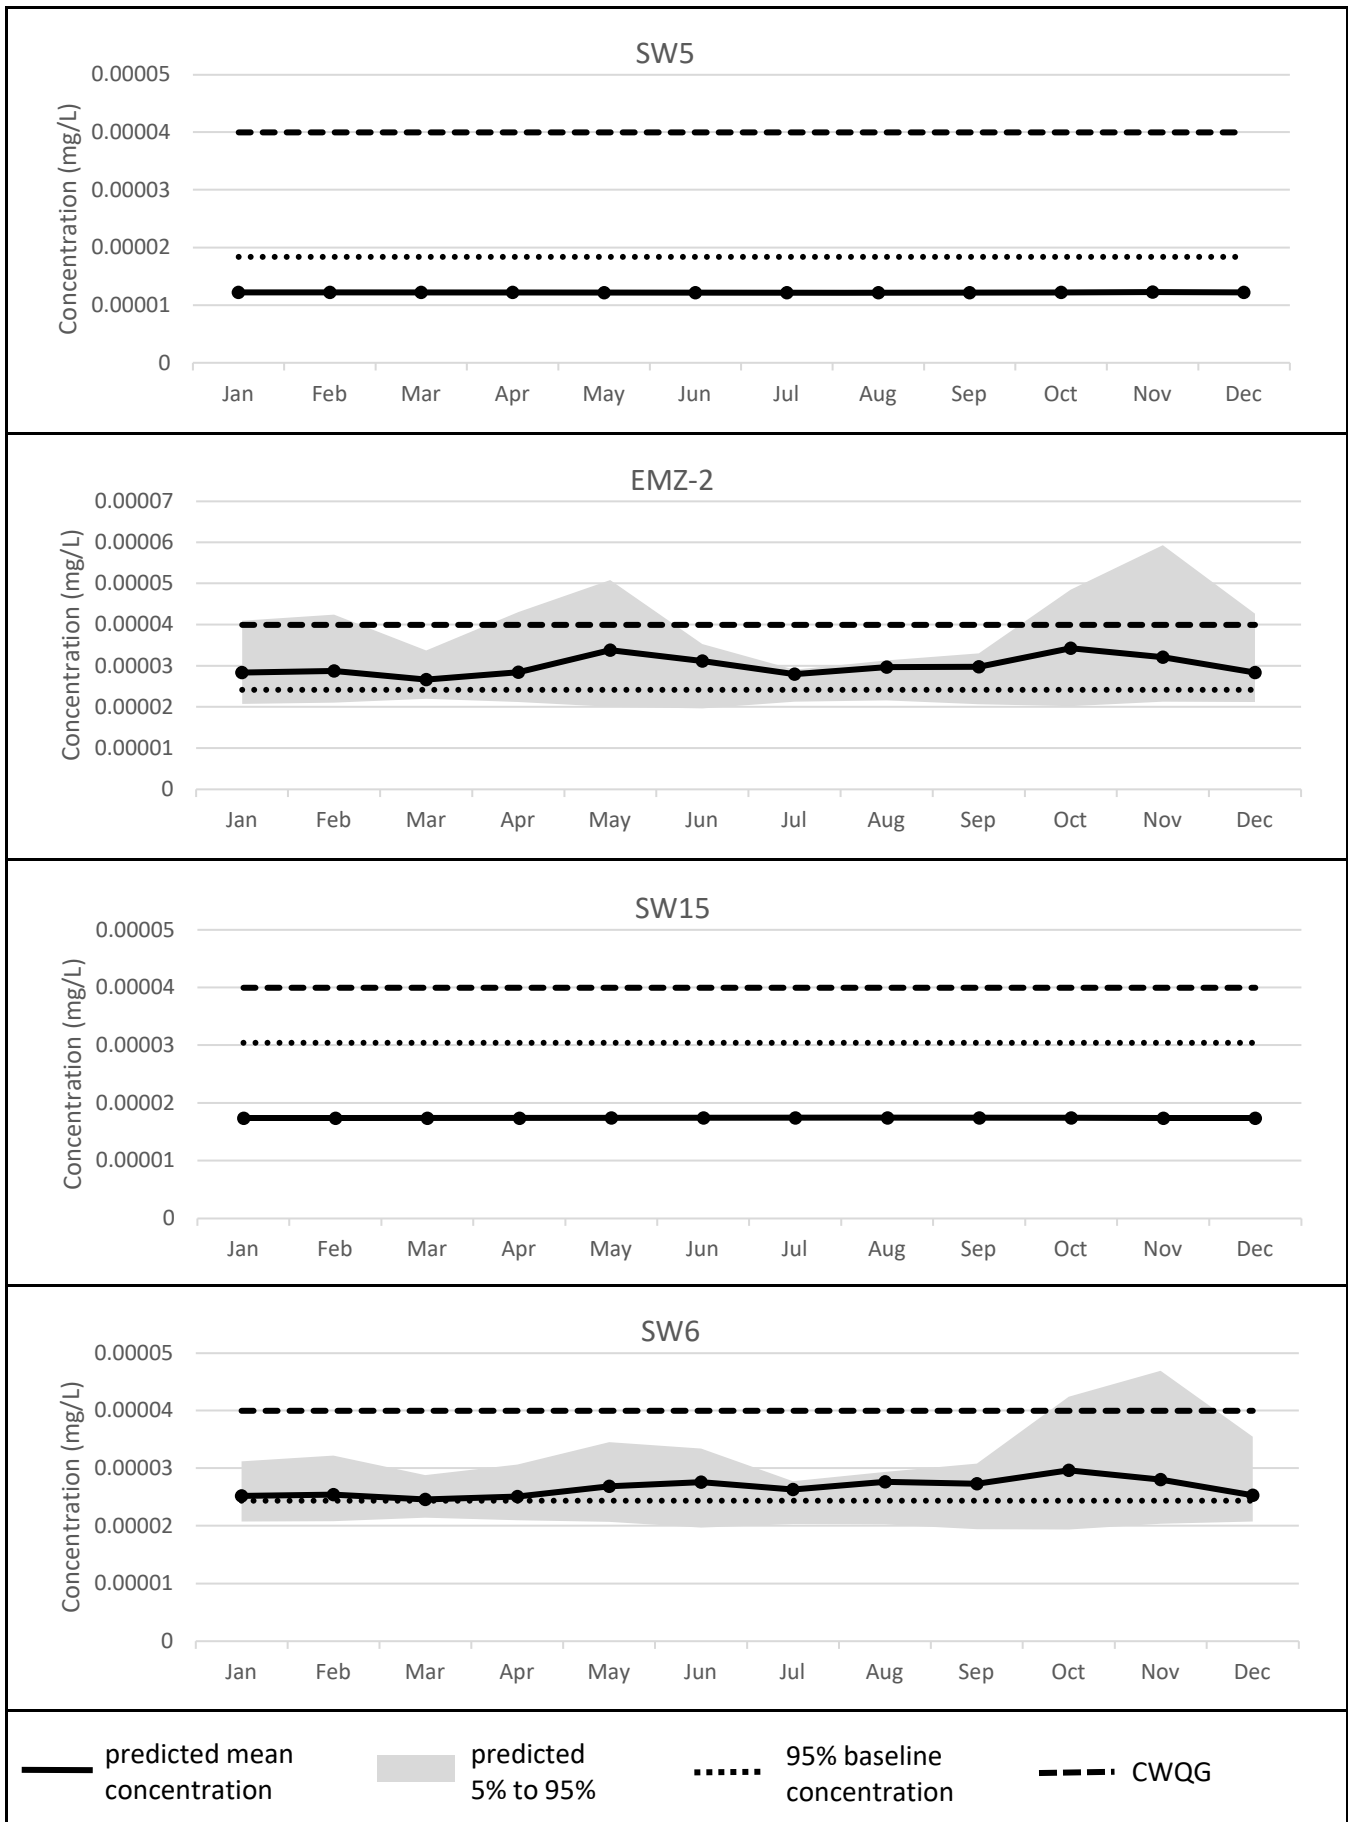 SW5
Concentration (mg/L)
0.00005
0.00004
0.00003
0.00002
0.00001
0
Jan Feb Mar Apr May Jun Jul Aug Sep Oct Nov Dec
EMZ-2
Concentration (mg/L)
0.00007
0.00006
0.00005
0.00004
0.00003
0.00002
0.00001
0
Jan Feb Mar Apr May Jun Jul Aug Sep Oct Nov Dec
SW15
Concentration (mg/L)
0.00005
0.00004
0.00003
0.00002
0.00001
0
Jan Feb Mar Apr May Jun Jul Aug Sep Oct Nov Dec
SW6
Concentration (mg/L)
0.00005
0.00004
0.00003
0.00002
0.00001
0
Jan Feb Mar Apr May Jun Jul Aug Sep Oct Nov Dec
predicted mean
concentration
predicted
5% to 95%
95% baseline
concentration
CWQG